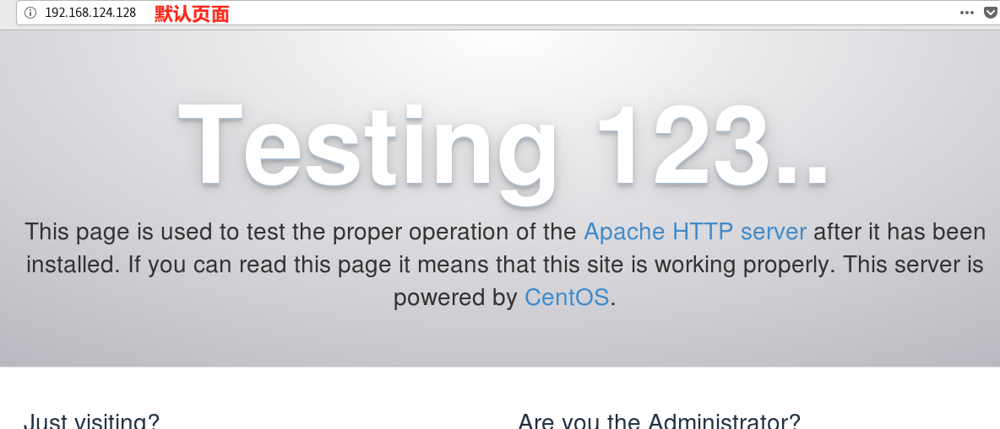 192.168.124.128 默认页面
Testing 123..
This page is used to test the proper operation of the Apache HTTP server after it has been
installed. If you can read this page it means that this site is working properly. This server is
powered by CentOS.
Just visiting? Are you the Administrator?